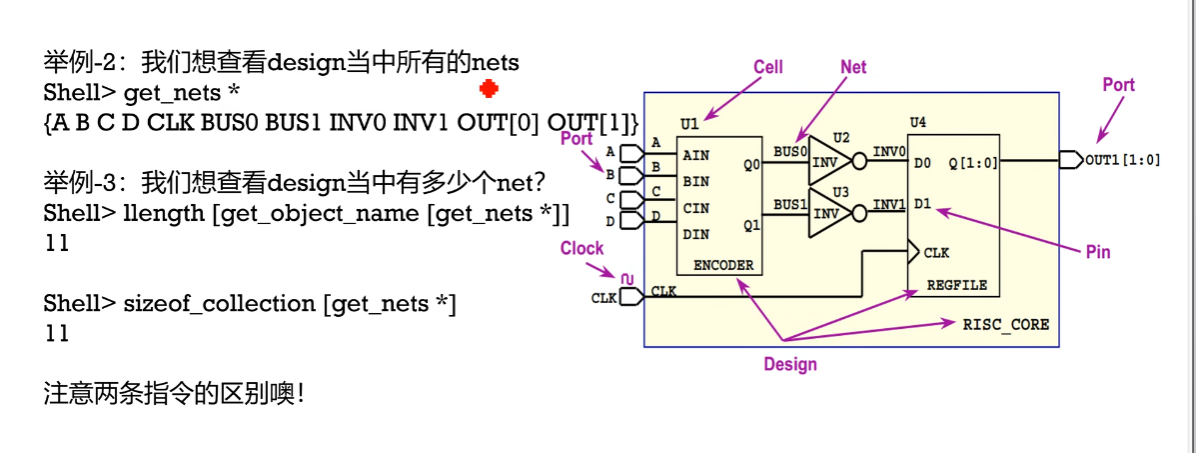 举例-2：我们想查看design当中所有的nets
Shell> get_nets *
{A B C D CLK BUS0 BUS1 INV0 INV1 OUT[0] OUT[1]}
举例-3：我们想查看design当中有多少个net？
Shell> llength [get_object_name [get_nets *]]
11
Shell> sizeof_collection [get_nets *]
11
注意两条指令的区别噢！
Cell
Net
Port
U1
U2
U4
Port
A
A
AIN
Q0
BUS0
INV
INV0
D0
Q[1:0]
OUT1[1:0]
B
B
BIN
U3
C
C
CIN
BUS1
INV
INV1
D1
D
D
DIN
Q1
Clock
CLK
Pin
ENCODER
REGFILE
CLK
CLK
RISC_CORE
Design